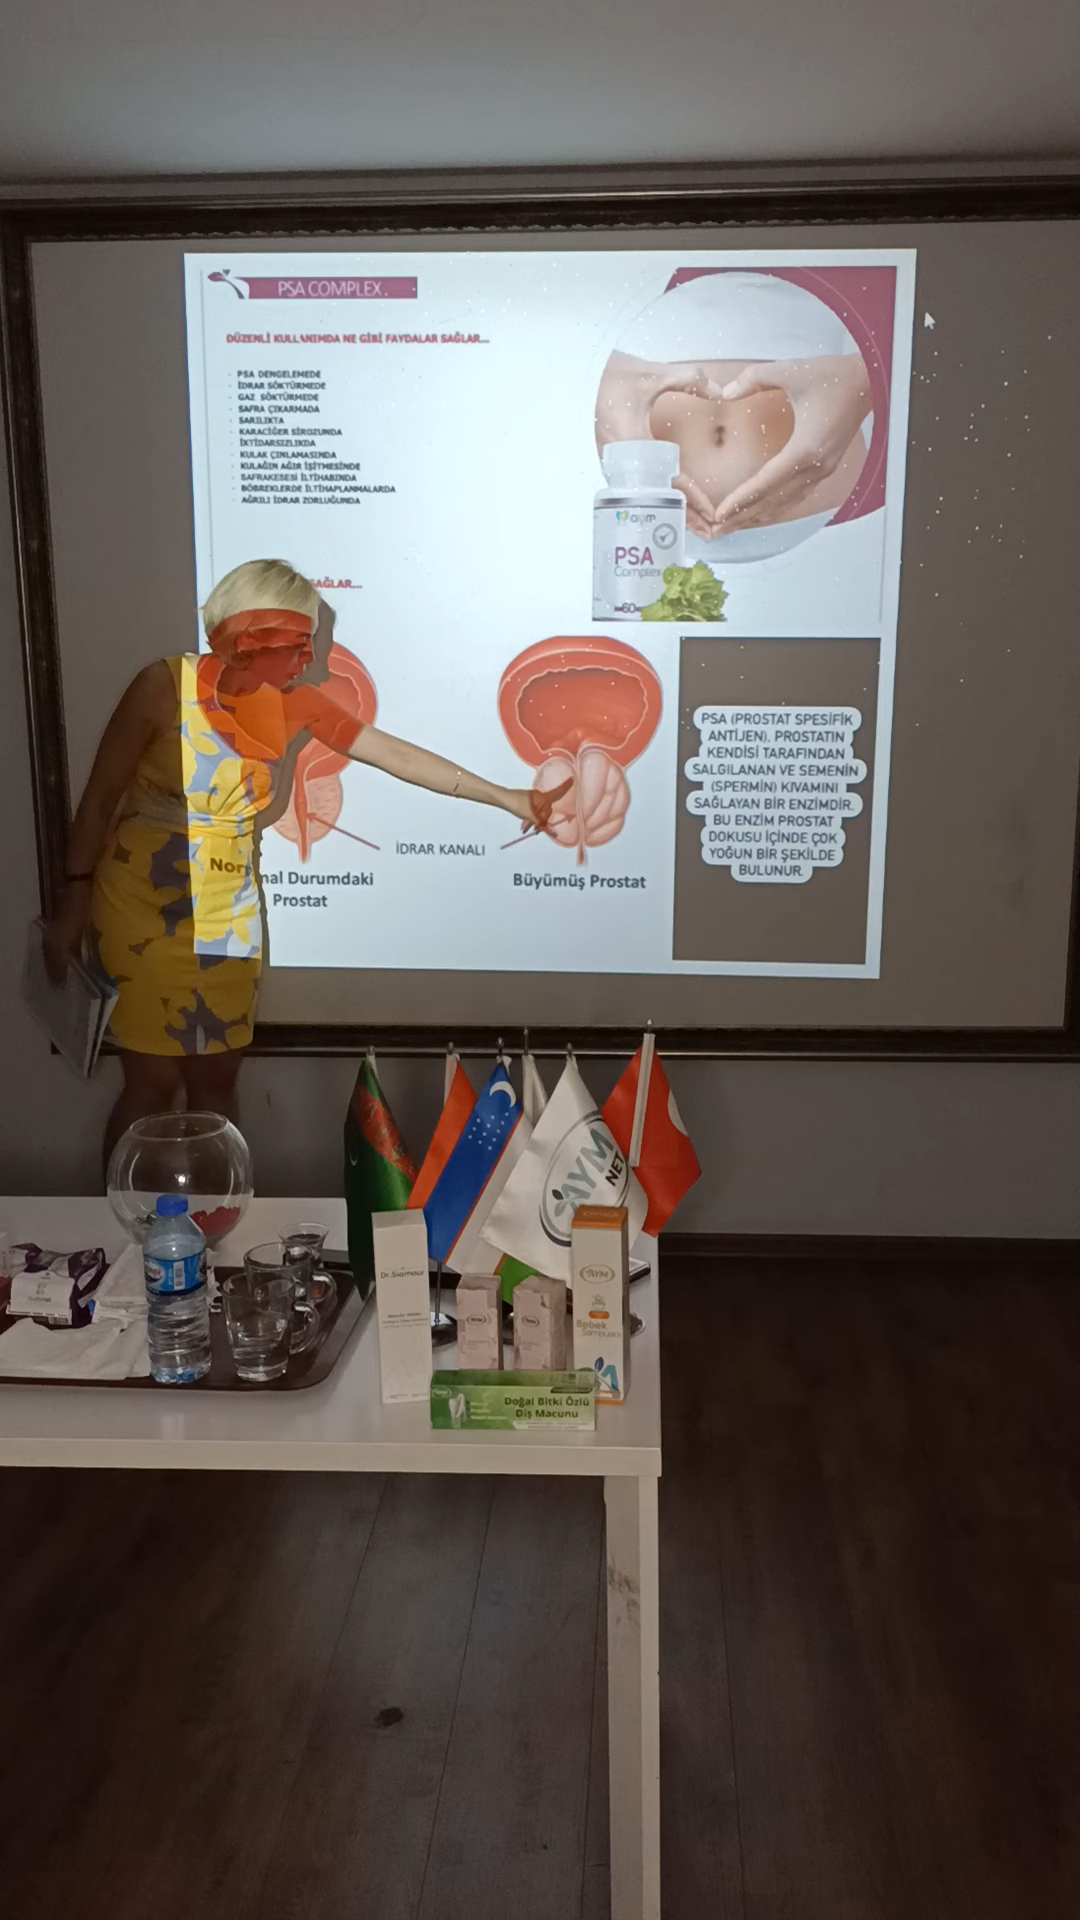 PSA COMPLEX
DÜZENLİ KULLANIMDA NE GİBİ FAYDALAR SAĞLAR...
PSA DENGELEMEDE
İDRAR SÖKTÜRMEDE
GAZ SÖKTÜRMEDE
SAFRA ÇIKARMADA
SARILIKTA
KARACİĞER SİROZUNDA
İKTİDARSIZLIKDA
KULAK ÇINLAMASINDA
KULAĞIN AĞIR İŞİTMESİNDE
SAFRAKESESİ İLTİHABINDA
BÖBREKLERDE İLTİHAPLANMALARDA
AĞRILI İDRAR ZORLUĞUNDA
aym
PSA
Complex
60
SAĞLAR...
İDRAR KANALI
Normal Durumdaki
Prostat
Büyümüş Prostat
PSA (PROSTAT SPESİFİK
ANTİJEN), PROSTATIN
KENDİSİ TARAFINDAN
SALGILANAN VE SEMENİN
(SPERMİN) KIVAMINI
SAĞLAYAN BİR ENZİMDİR.
BU ENZİM PROSTAT
DOKUSU İÇİNDE ÇOK
YOĞUN BİR ŞEKİLDE
BULUNUR.
AYM
NET
Dr.Siamour
AYM
Bebek
Şampuanı
Doğal Bitki Özlü
Diş Macunu